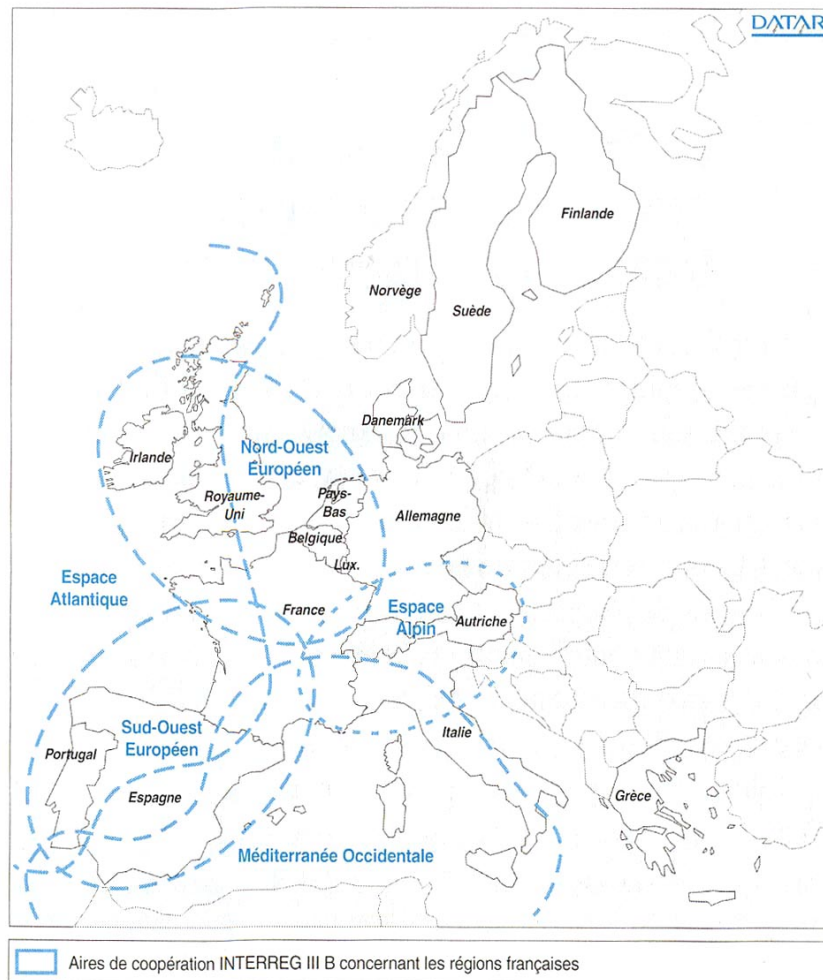 DATAR
Finlande
Norvège
Suède
Danemark
Nord-Ouest
Européen
Irlande
Royaume-
Uni
Pays-
Bas
Allemagne
Belgique
Lux.
Espace
Atlantique
France
Espace
Alpin
Autriche
Sud-Ouest
Européen
Portugal
Italie
Espagne
Grèce
Méditerranée Occidentale
Aires de coopération INTERREG III B concernant les régions françaises